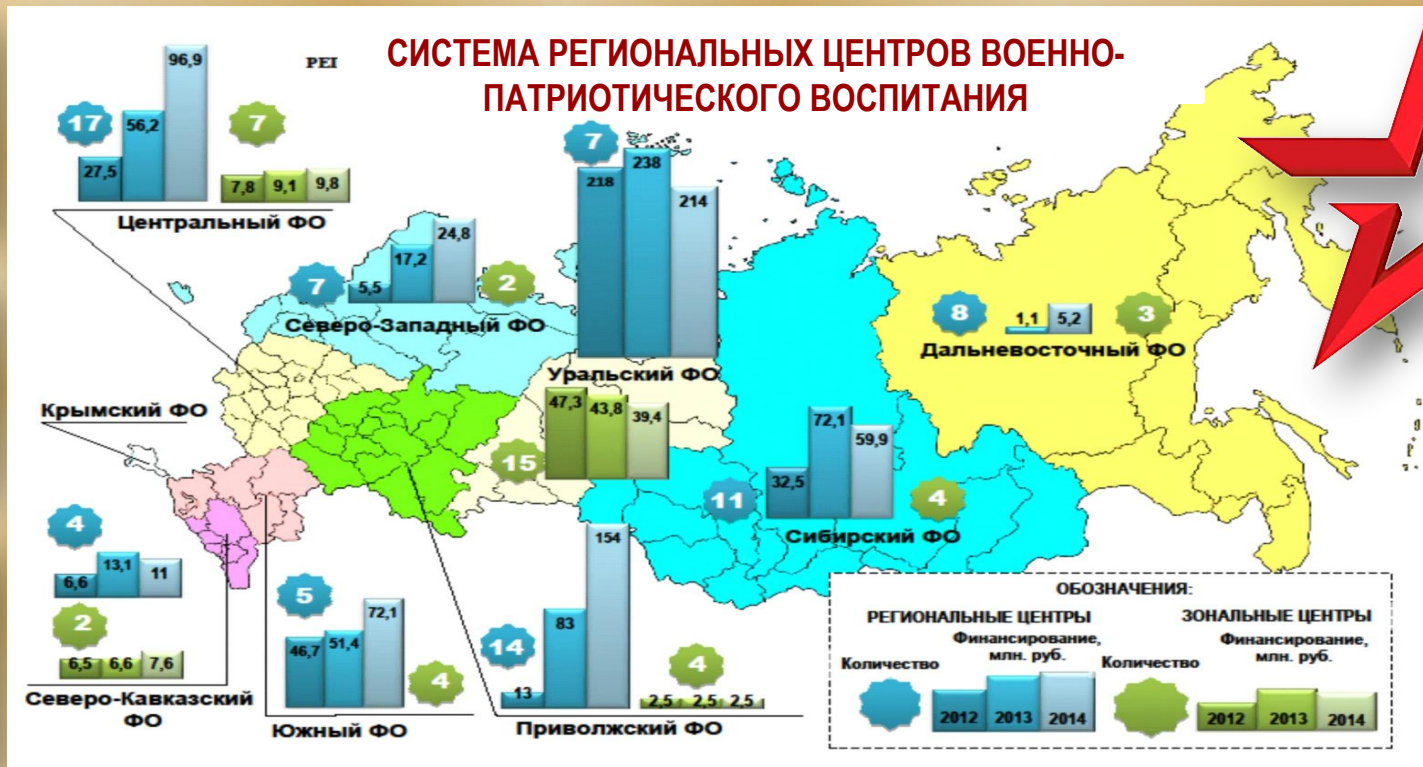 СИСТЕМА РЕГИОНАЛЬНЫХ ЦЕНТРОВ ВОЕННО-
ПАТРИОТИЧЕСКОГО ВОСПИТАНИЯ
РЕІ
17
27,5
56,2
96,9
7
7,8
9,1
9,8
Центральный ФО
7
5,5
17,2
24,8
2
Северо-Западный ФО
7
218
238
214
Уральский ФО
47,3
43,8
39,4
15
8
1,1
5,2
3
Дальневосточный ФО
Крымский ФО
11
32,5
72,1
59,9
4
Сибирский ФО
4
6,6
13,1
11
2
6,5
6,6
7,6
Северо-Кавказский
ФО
5
46,7
51,4
72,1
4
Южный ФО
14
13
83
154
4
2,5
2,5
2,5
Приволжский ФО
ОБОЗНАЧЕНИЯ:
РЕГИОНАЛЬНЫЕ ЦЕНТРЫ
Количество
Финансирование,
млн. руб.
2012
2013
2014
ЗОНАЛЬНЫЕ ЦЕНТРЫ
Количество
Финансирование,
млн. руб.
2012
2013
2014